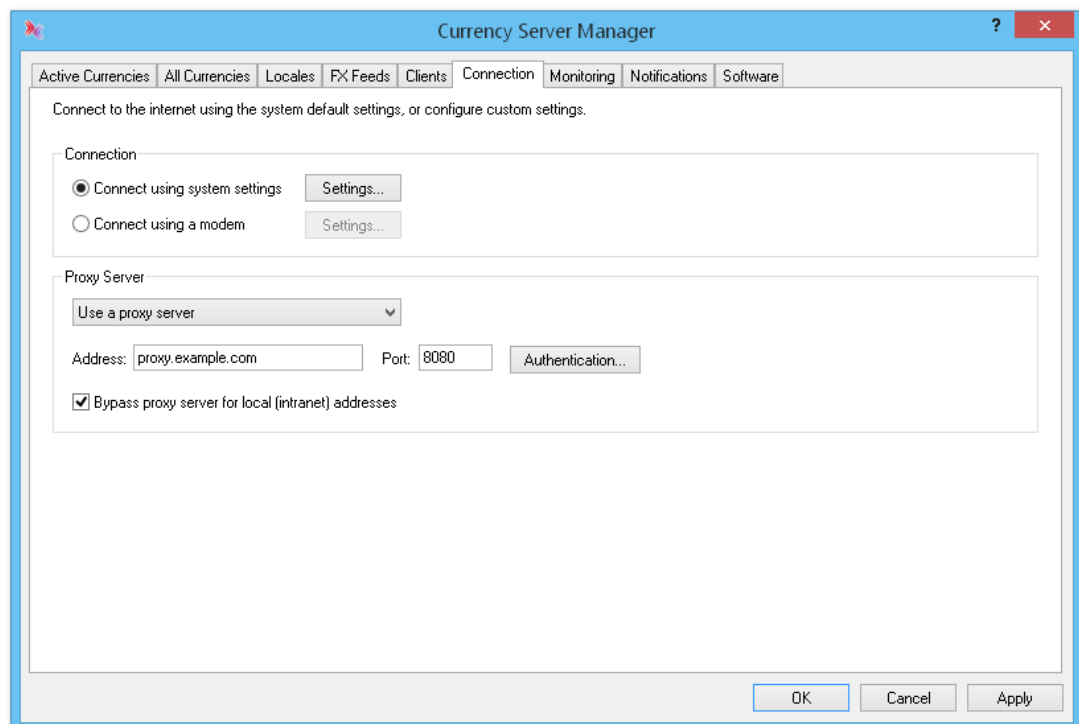 Currency Server Manager ? ×
Active Currencies All Currencies Locales FX Feeds Clients Connection Monitoring Notifications Software
Connect to the internet using the system default settings, or configure custom settings.
Connection
Connect using system settings Settings...
Connect using a modem Settings...
Proxy Server
Use a proxy server
Address: proxy.example.com Port: 8080 Authentication...
Bypass proxy server for local (intranet) addresses
OK Cancel Apply